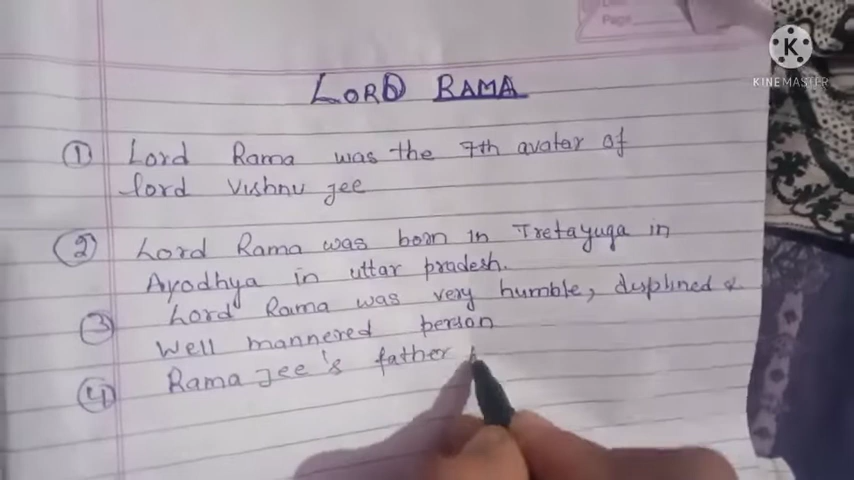 Page
KINEMASTER
LORD RAMA
① Lord Rama was the 7th avatar of
lord Vishnu jee
② Lord Rama was born in Tretayuga in
Ayodhya in uttar pradesh.
③ Lord Rama was very humble, desplined &
well mannered person
④ Rama Jee's father